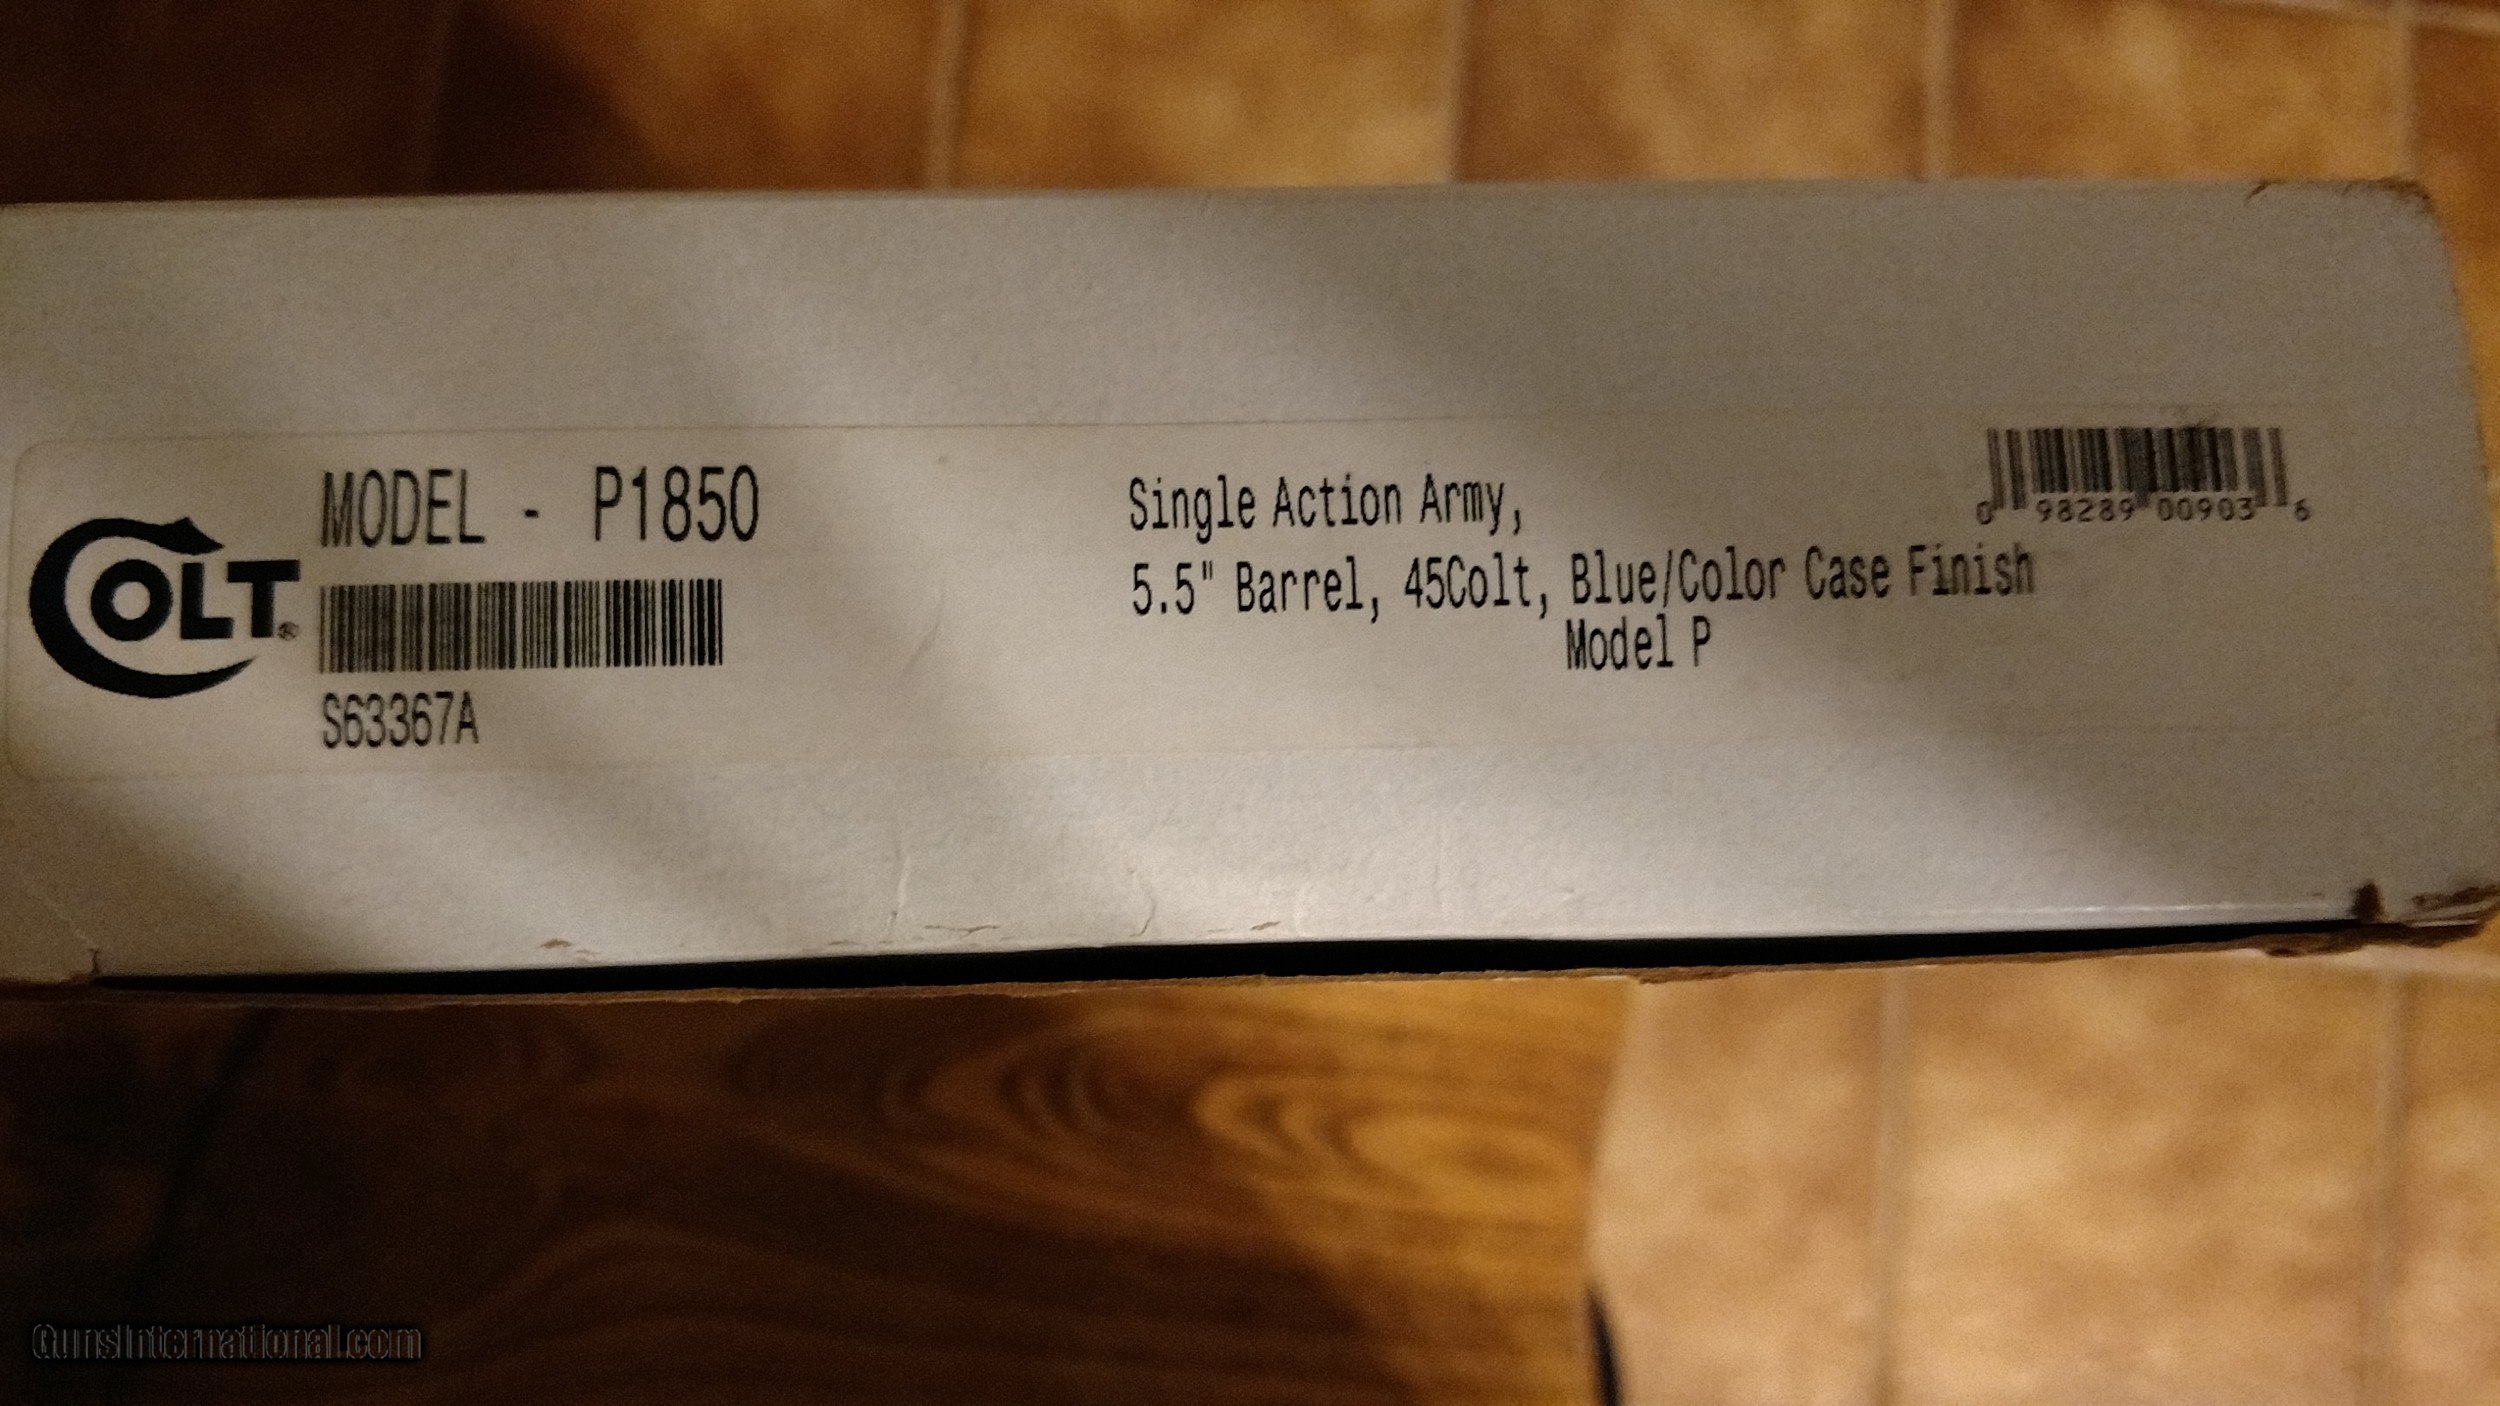 COLT®
MODEL - P1850
S63367A
Single Action Army,
5.5" Barrel, 45Colt, Blue/Color Case Finish
Model P
0 98289 00903 6
GunsInternational.com